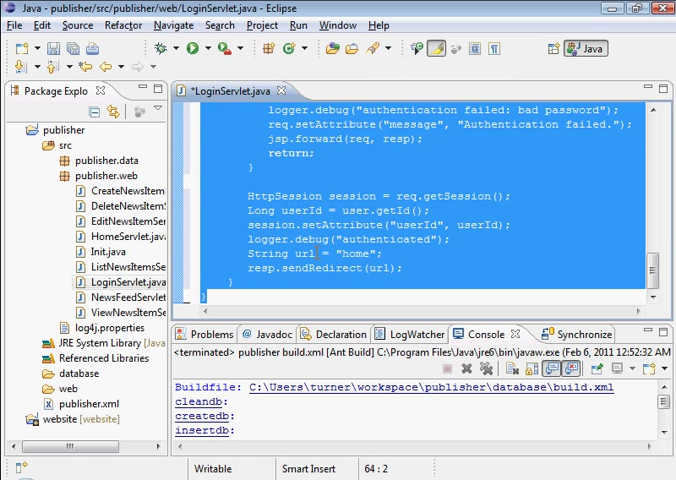 Java - publisher/src/publisher/web/LoginServlet.java - Eclipse
File Edit Source Refactor Navigate Search Project Run Window Help
Java
Package Explo
*LoginServlet.java
publisher
src
publisher.data
publisher.web
CreateNewsItem
DeleteNewsItem
EditNewsItemSe
HomeServlet.jav
Init.java
ListNewsItemsSe
LoginServlet.jav
NewsFeedServlet
ViewNewsItemSe
log4j.properties
JRE System Library [Java
Referenced Libraries
database
web
publisher.xml
website [website]
logger.debug("authentication failed: bad password");
req.setAttribute("message", "Authentication failed.");
jsp.forward(req, resp);
return;
}
HttpSession session = req.getSession();
Long userId = user.getId();
session.setAttribute("userId", userId);
logger.debug("authenticated");
String url = "home";
resp.sendRedirect(url);
}
}
Problems Javadoc Declaration LogWatcher Console Synchronize
<terminated> publisher build.xml [Ant Build] C:\Program Files\Java\jre6\bin\javaw.exe (Feb 6, 2011 12:52:32 AM
Buildfile: C:\Users\turner\workspace\publisher\database\build.xml
cleandb:
createdb:
insertdb:
Writable Smart Insert 64 : 2